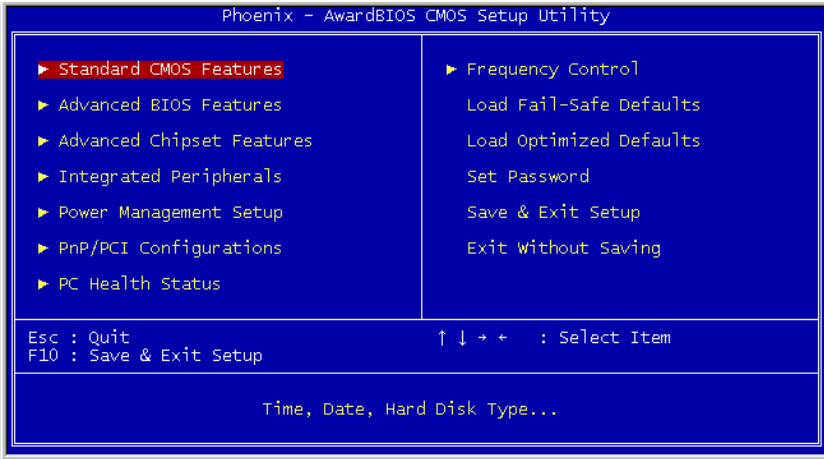 Phoenix - AwardBIOS CMOS Setup Utility
► Standard CMOS Features
► Advanced BIOS Features
► Advanced Chipset Features
► Integrated Peripherals
► Power Management Setup
► PnP/PCI Configurations
► PC Health Status
► Frequency Control
Load Fail-Safe Defaults
Load Optimized Defaults
Set Password
Save & Exit Setup
Exit Without Saving
Esc : Quit
F10 : Save & Exit Setup
↑ ↓ → ← : Select Item
Time, Date, Hard Disk Type...